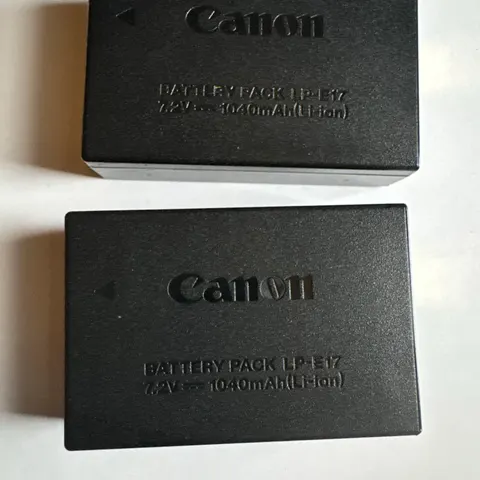 Canon
BATTERY PACK LP-E17
7.2V⎓1040mAh(Li-ion)
Canon
BATTERY PACK LP-E17
7.2V⎓1040mAh(Li-ion)